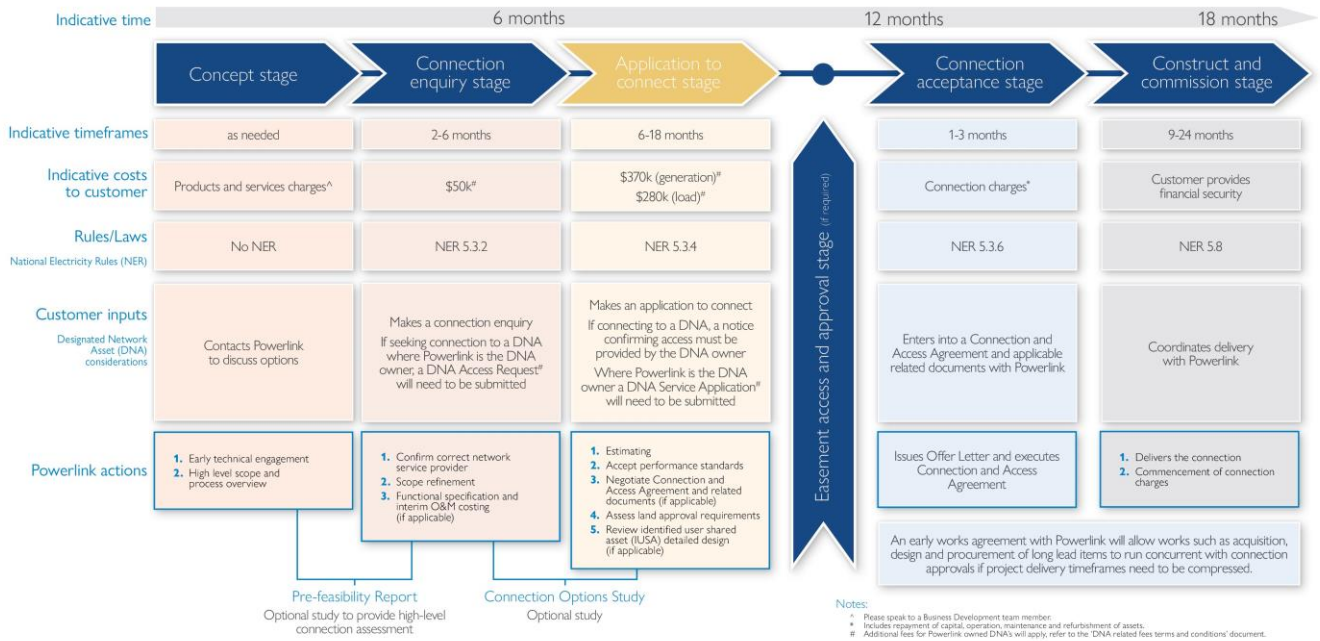 Indicative time
6 months
12 months
18 months
Concept stage
Connection
enquiry stage
Application to
connect stage
Connection
acceptance stage
Construct and
commission stage
Indicative timeframes
as needed
2-6 months
6-18 months
1-3 months
9-24 months
Indicative costs
to customer
Products and services charges^
$50k#
$370k (generation)#
$280k (load)#
Connection charges*
Customer provides
financial security
Rules/Laws
National Electricity Rules (NER)
No NER
NER 5.3.2
NER 5.3.4
NER 5.3.6
NER 5.8
Customer inputs
Designated Network
Asset (DNA)
considerations
Contacts Powerlink
to discuss options
Makes a connection enquiry
If seeking connection to a DNA
where Powerlink is the DNA
owner, a DNA Access Request#
will need to be submitted
Makes an application to connect
If connecting to a DNA, a notice
confirming access must be
provided by the DNA owner
Where Powerlink is the DNA
owner a DNA Service Application#
will need to be submitted
Easement access and approval stage (if required)
Enters into a Connection and
Access Agreement and applicable
related documents with Powerlink
Coordinates delivery
with Powerlink
Powerlink actions
1. Early technical engagement
2. High level scope and
process overview
1. Confirm correct network
service provider
2. Scope refinement
3. Functional specification and
interim O&M costing
(if applicable)
1. Estimating
2. Accept performance standards
3. Negotiate Connection and
Access Agreement and related
documents (if applicable)
4. Assess land approval requirements
5. Review identified user shared
asset (IUSA) detailed design
(if applicable)
Issues Offer Letter and executes
Connection and Access
Agreement
1. Delivers the connection
2. Commencement of connection
charges
An early works agreement with Powerlink will allow works such as acquisition,
design and procurement of long lead items to run concurrent with connection
approvals if project delivery timeframes need to be compressed.
Pre-feasibility Report
Optional study to provide high-level
connection assessment
Connection Options Study
Optional study
Notes:
^ Please speak to a Business Development team member.
* Includes repayment of capital, operation, maintenance and refurbishment of assets.
# Additional fees for Powerlink owned DNA's will apply, refer to the 'DNA related fees terms and conditions' document.